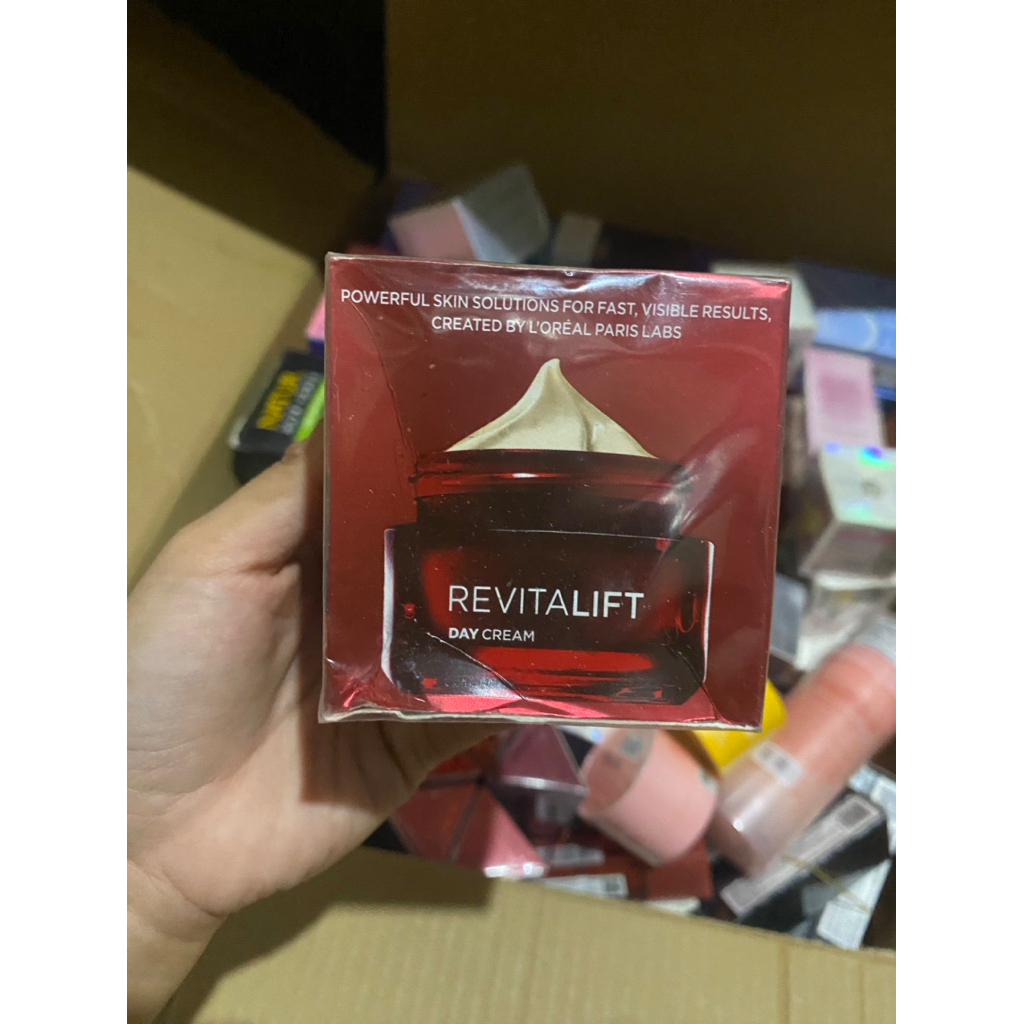 POWERFUL SKIN SOLUTIONS FOR FAST, VISIBLE RESULTS,
CREATED BY L'ORÉAL PARIS LABS
REVITALIFT
DAY CREAM